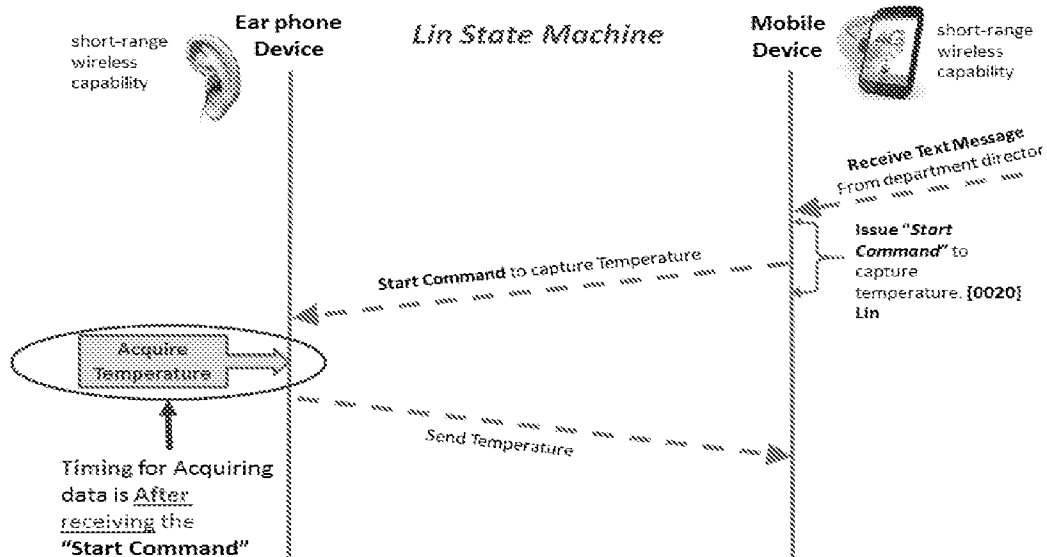 Lin State Machine
short-range
wireless
capability
Ear phone
Device
Mobile
Device
short-range
wireless
capability
Receive Text Message
From department director
Issue "Start
Command" to
capture
temperature. [0020]
Lin
Start Command to capture Temperature
Acquire
Temperature
Send Temperature
Timing for Acquiring
data is After
receiving the
"Start Command"